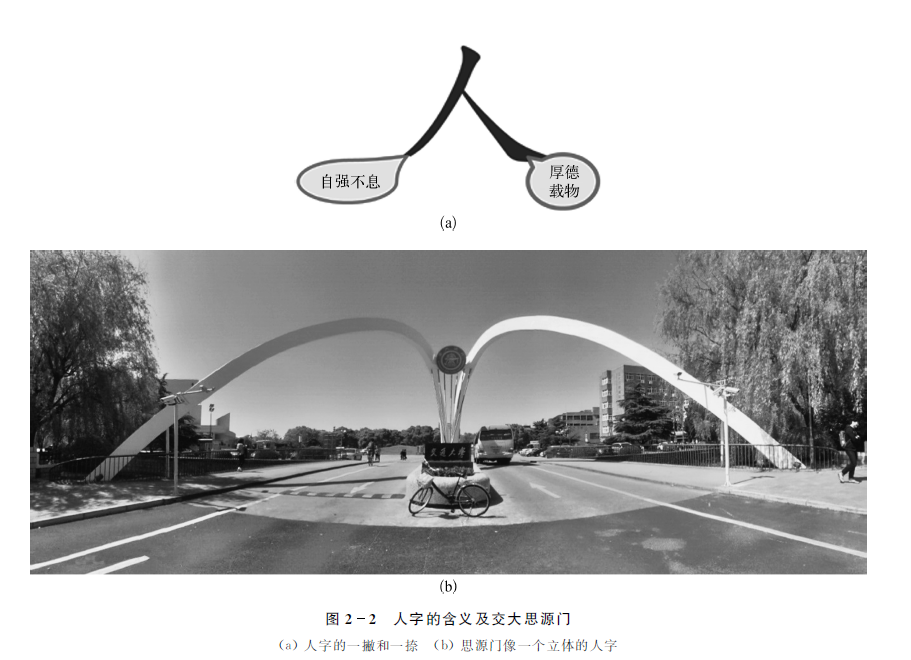 自强不息
厚德
载物
(a)
(b)
图 2-2 人字的含义及交大思源门
(a) 人字的一撇和一捺 (b) 思源门像一个立体的人字